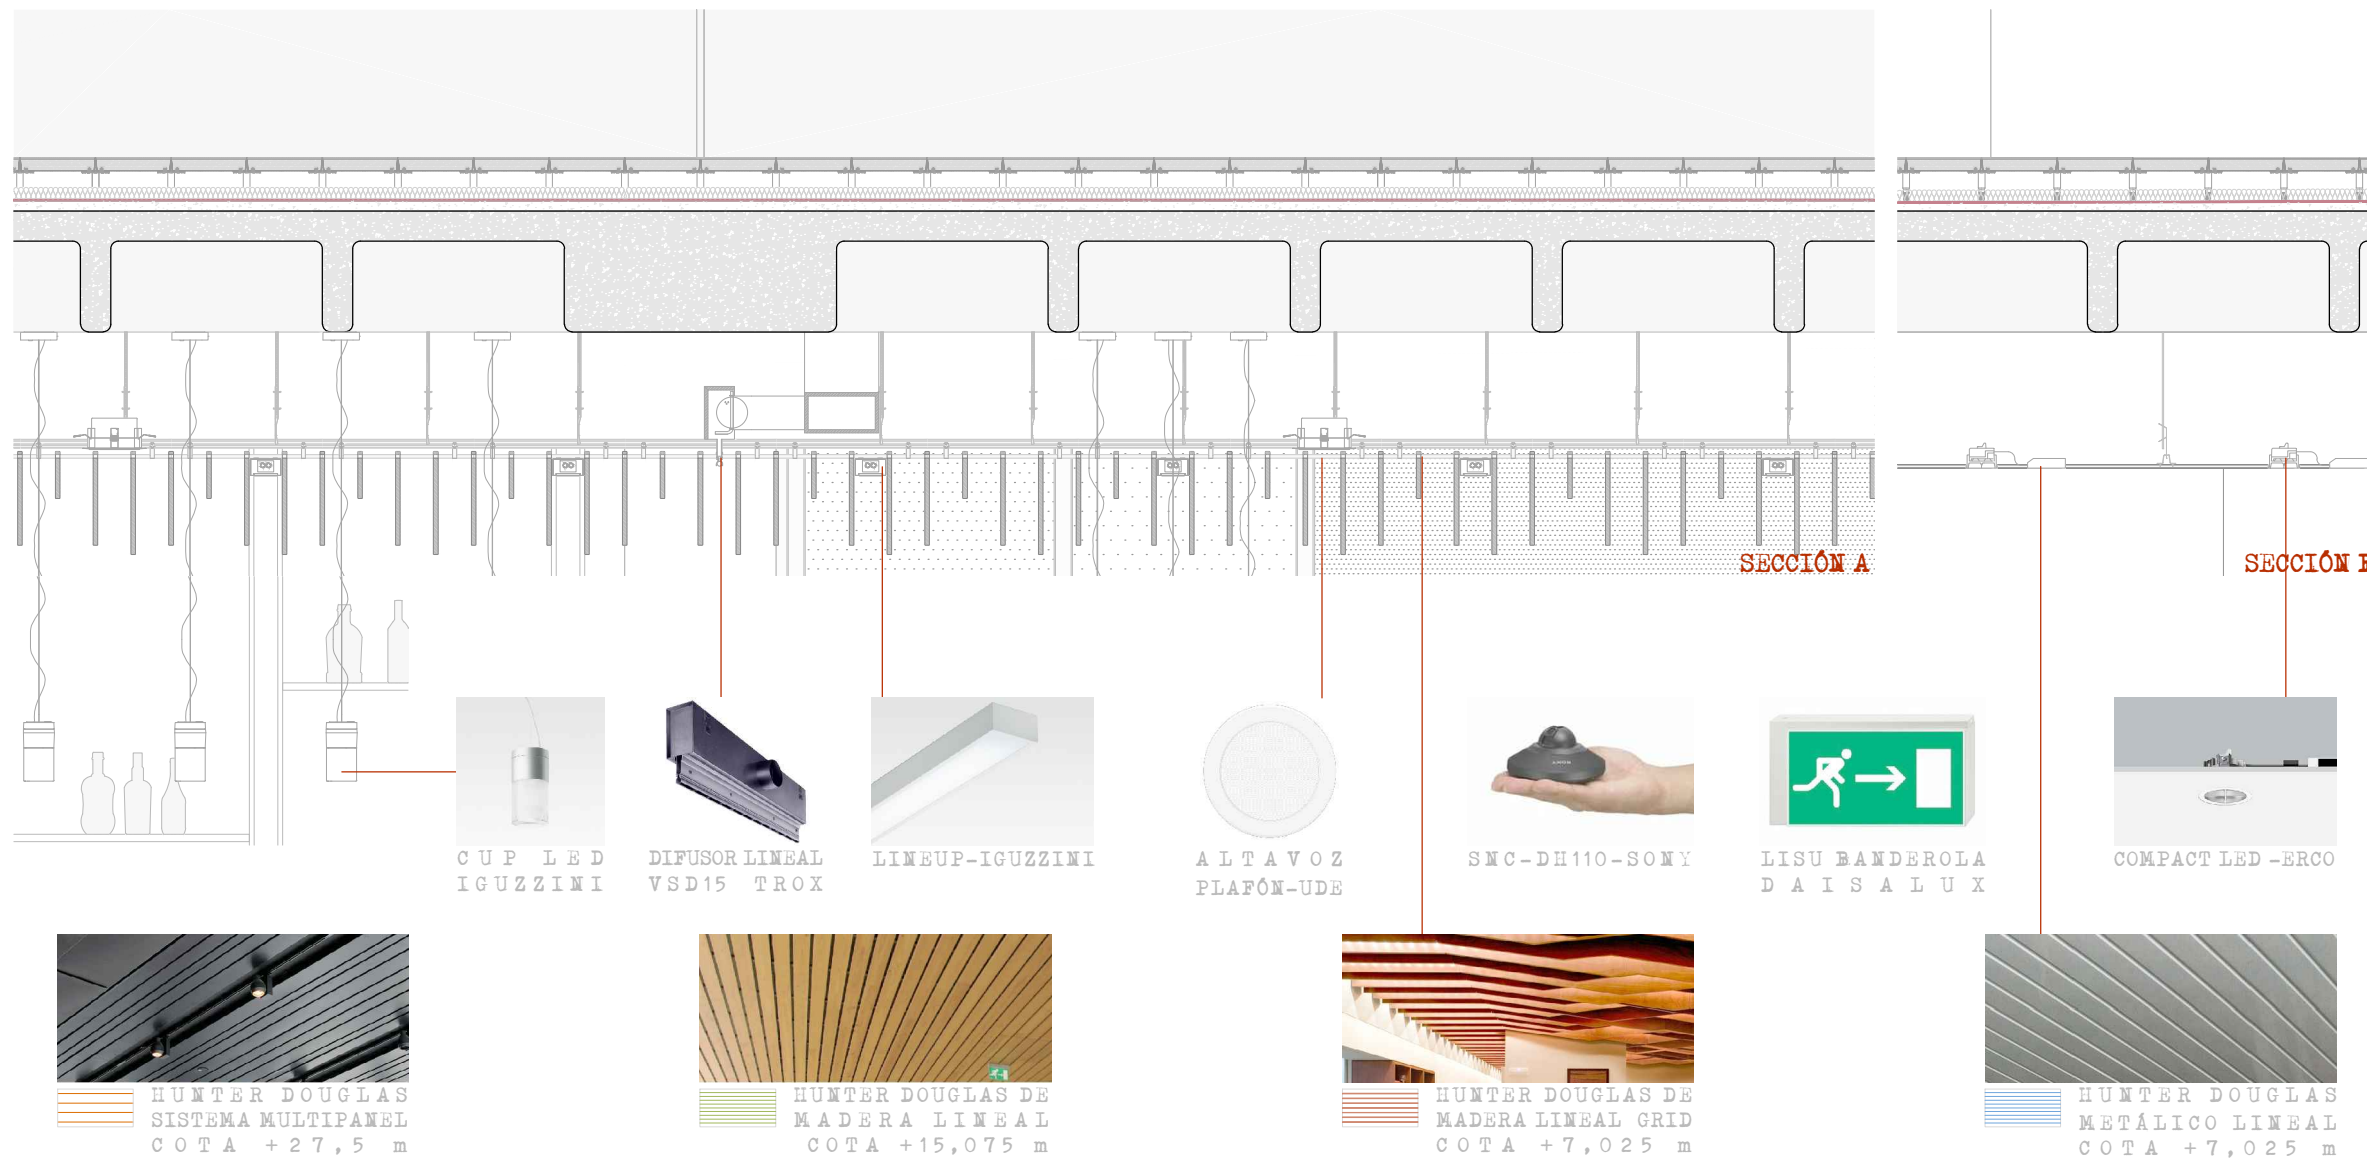 SECCIÓN A
SECCIÓN
CUP LED
IGUZZINI
DIFUSOR LINEAL
VSD15 TROX
LINEUP-IGUZZINI
ALTAVOZ
PLAFÓN-UDE
SNC-DH110-SONY
LISU BANDEROLA
DAISALUX
COMPACT LED -ERCO
HUNTER DOUGLAS
SISTEMA MULTIPANEL
COTA +27,5 m
HUNTER DOUGLAS DE
MADERA LINEAL
COTA +15,075 m
HUNTER DOUGLAS DE
MADERA LINEAL GRID
COTA +7,025 m
HUNTER DOUGLAS
METÁLICO LINEAL
COTA +7,025 m